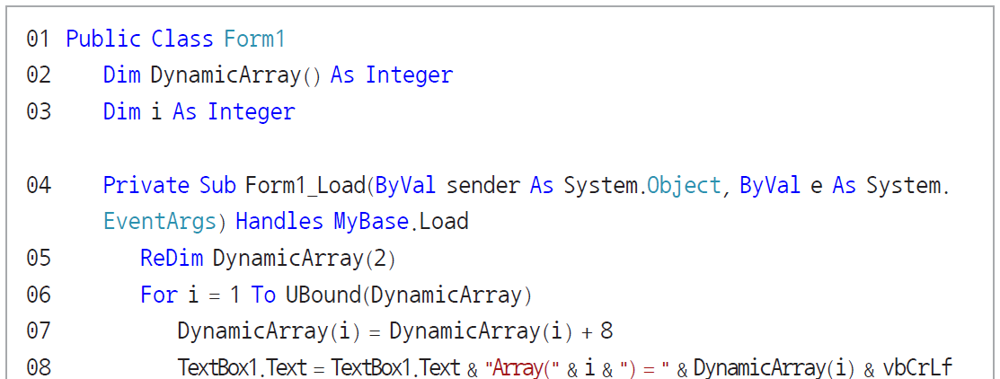 01 Public Class Form1
02 Dim DynamicArray() As Integer
03 Dim i As Integer
04 Private Sub Form1_Load(ByVal sender As System.Object, ByVal e As System.
EventArgs) Handles MyBase.Load
05 ReDim DynamicArray(2)
06 For i = 1 To UBound(DynamicArray)
07 DynamicArray(i) = DynamicArray(i) + 8
08 TextBox1.Text = TextBox1.Text & "Array(" & i & ") = " & DynamicArray(i) & vbCrLf